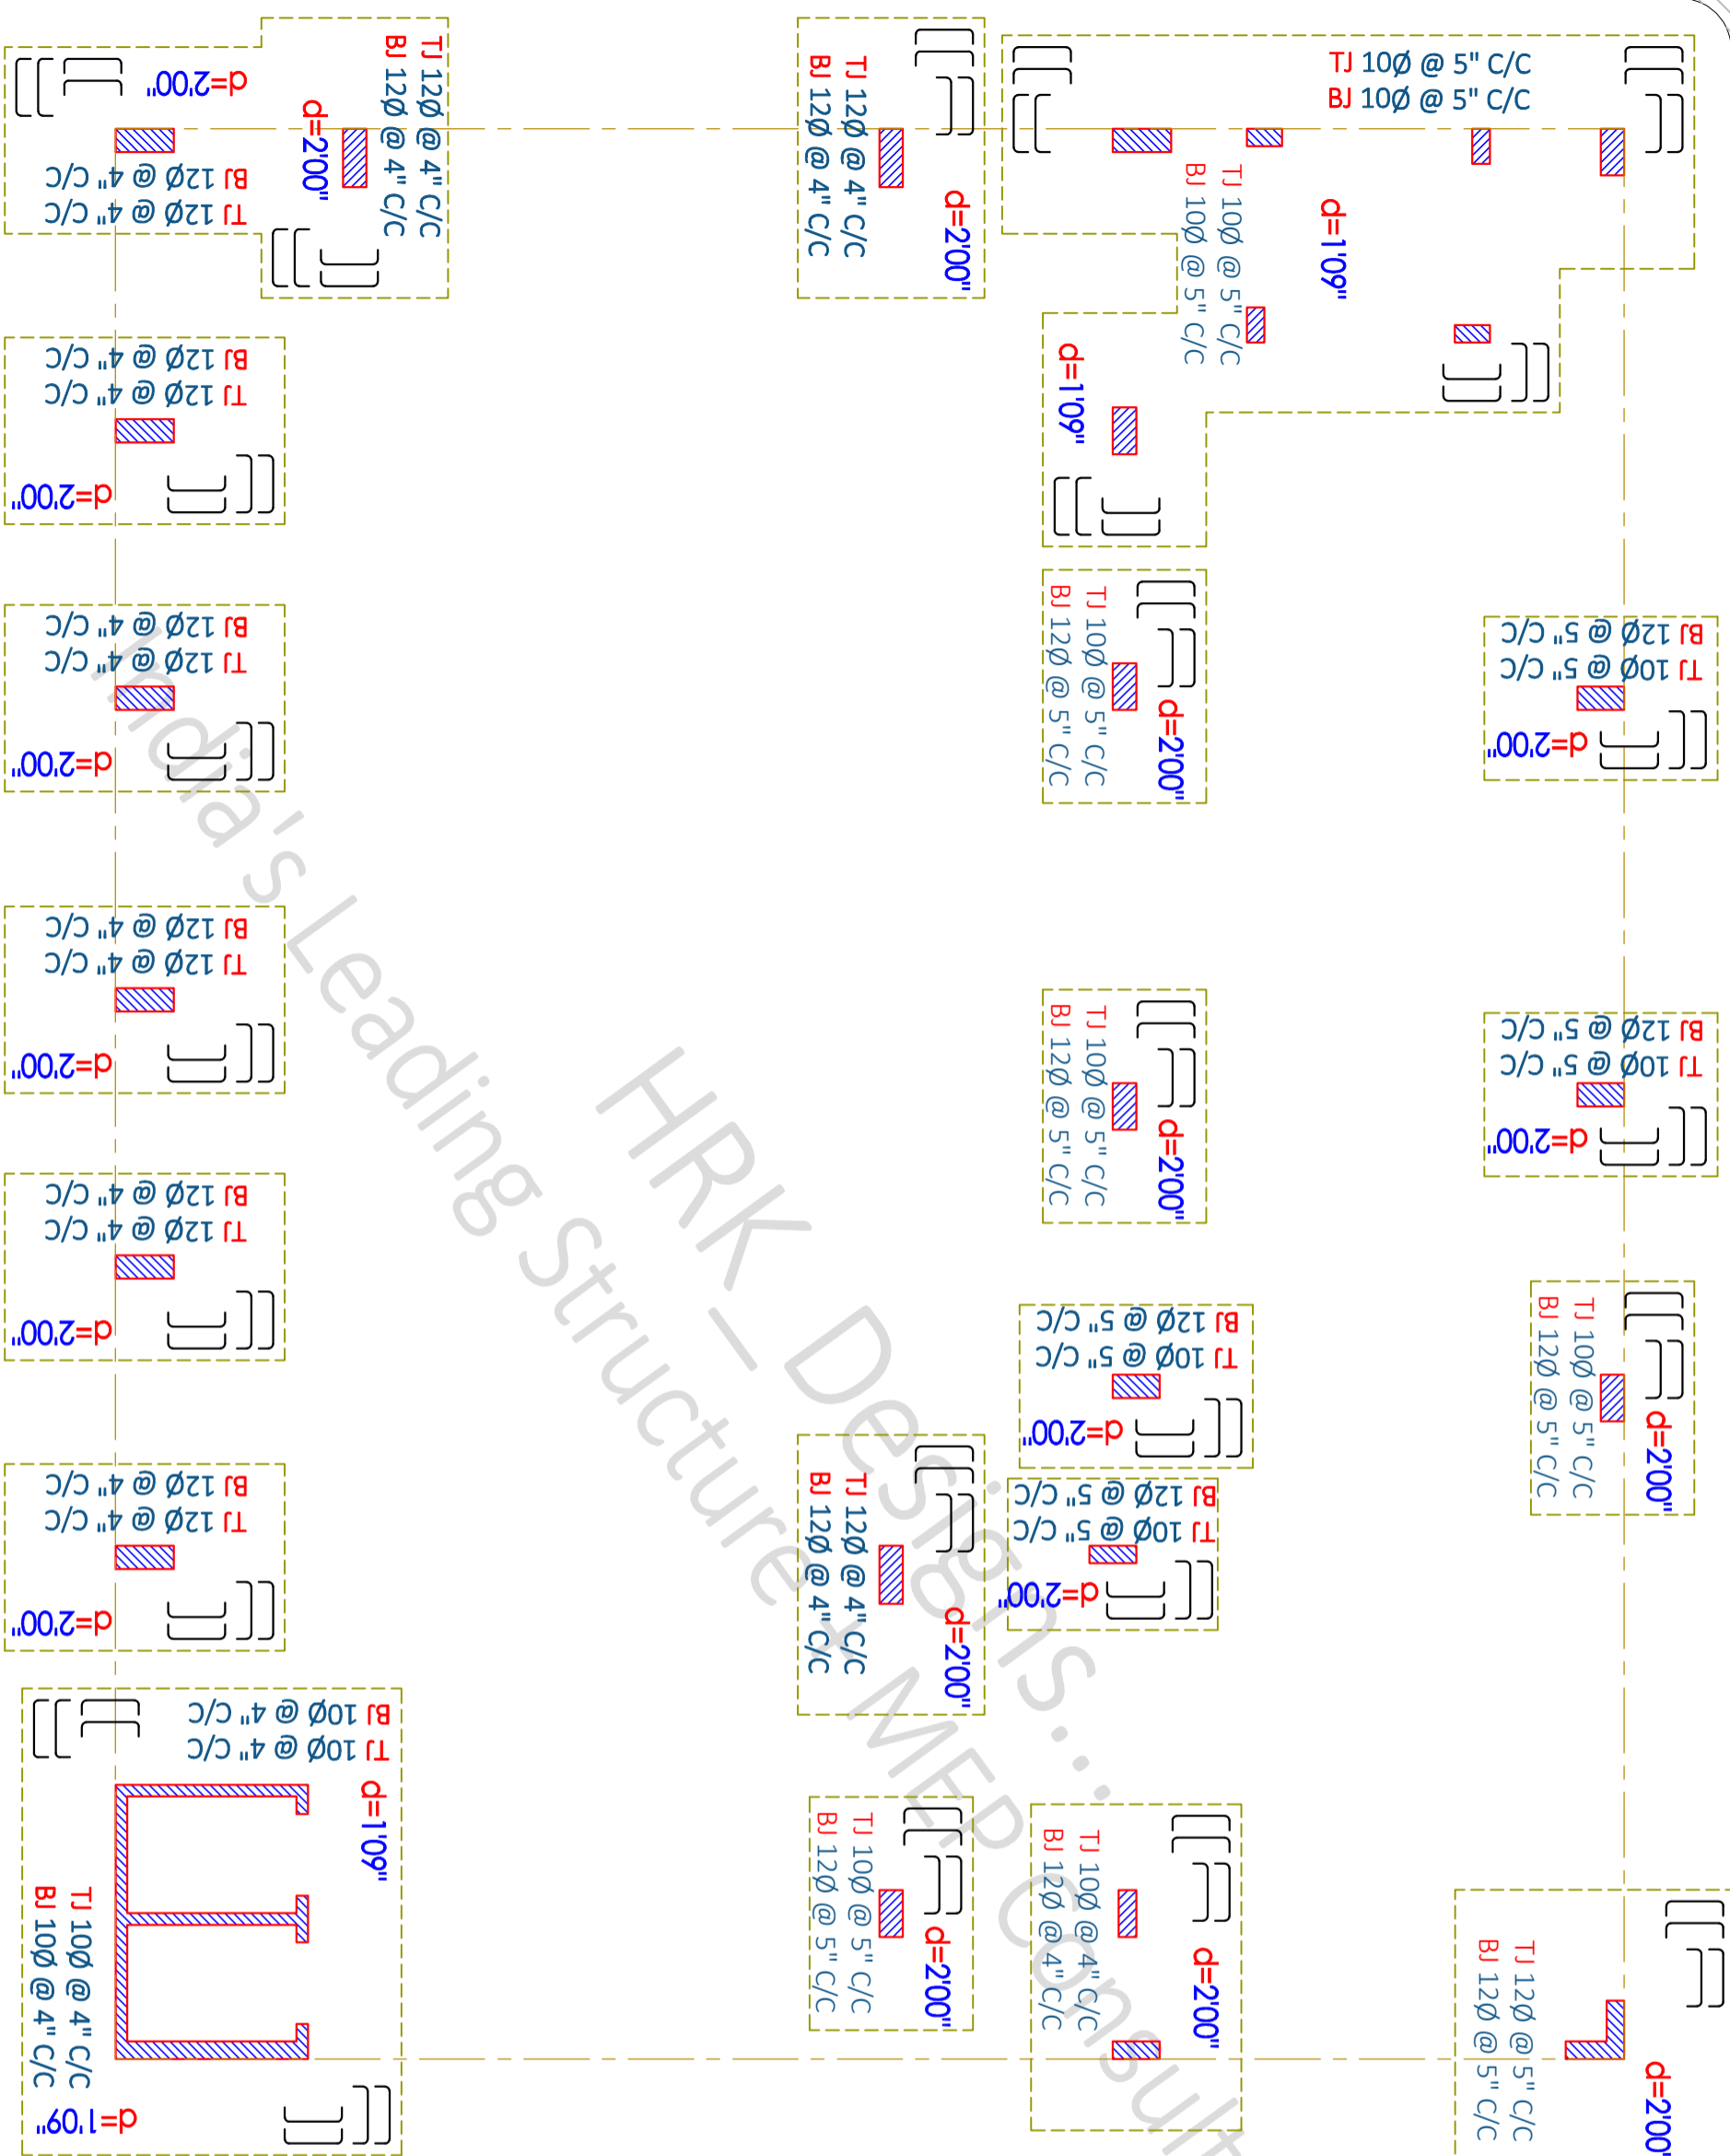 TJ 12Ø @ 4" C/C
BJ 12Ø @ 4" C/C
d=2'00"
d=2'00"
BJ 12Ø @ 4" C/C
TJ 12Ø @ 4" C/C
TJ 12Ø @ 4" C/C
BJ 12Ø @ 4" C/C
d=2'00"
TJ 10Ø @ 5" C/C
BJ 10Ø @ 5" C/C
TJ 10Ø @ 5" C/C
BJ 10Ø @ 5" C/C
d=1'09"
d=1'09"
BJ 12Ø @ 4" C/C
TJ 12Ø @ 4" C/C
d=2'00"
BJ 12Ø @ 4" C/C
TJ 12Ø @ 4" C/C
d=2'00"
TJ 10Ø @ 5" C/C
BJ 12Ø @ 5" C/C
d=2'00"
BJ 12Ø @ 5" C/C
TJ 10Ø @ 5" C/C
d=2'00"
BJ 12Ø @ 4" C/C
TJ 12Ø @ 4" C/C
d=2'00"
TJ 10Ø @ 5" C/C
BJ 12Ø @ 5" C/C
d=2'00"
BJ 12Ø @ 5" C/C
TJ 10Ø @ 5" C/C
d=2'00"
BJ 12Ø @ 4" C/C
TJ 12Ø @ 4" C/C
d=2'00"
BJ 12Ø @ 5" C/C
TJ 10Ø @ 5" C/C
d=2'00"
TJ 10Ø @ 5" C/C
BJ 12Ø @ 5" C/C
d=2'00"
BJ 12Ø @ 4" C/C
TJ 12Ø @ 4" C/C
d=2'00"
TJ 12Ø @ 4" C/C
BJ 12Ø @ 4" C/C
d=2'00"
BJ 12Ø @ 5" C/C
TJ 10Ø @ 5" C/C
d=2'00"
BJ 10Ø @ 4" C/C
TJ 10Ø @ 4" C/C
d=1'09"
TJ 10Ø @ 4" C/C
BJ 10Ø @ 4" C/C
d=1'09"
TJ 10Ø @ 5" C/C
BJ 12Ø @ 5" C/C
d=2'00"
TJ 10Ø @ 4" C/C
BJ 12Ø @ 4" C/C
d=2'00"
TJ 12Ø @ 5" C/C
BJ 12Ø @ 5" C/C
d=2'00"
HRK_Designs...
India's Leading Structure + MEP Consult